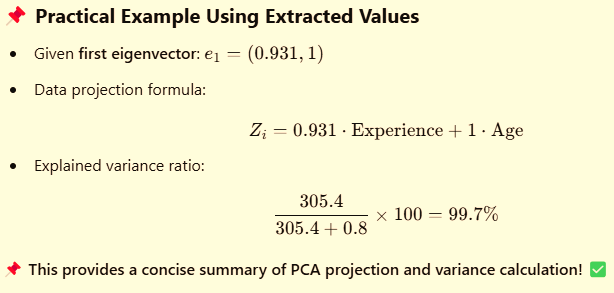 📌 Practical Example Using Extracted Values
• Given first eigenvector: e₁ = (0.931, 1)
• Data projection formula:
Zᵢ = 0.931 · Experience + 1 · Age
• Explained variance ratio:
305.4
305.4 + 0.8 × 100 = 99.7%
📌 This provides a concise summary of PCA projection and variance calculation! ✅